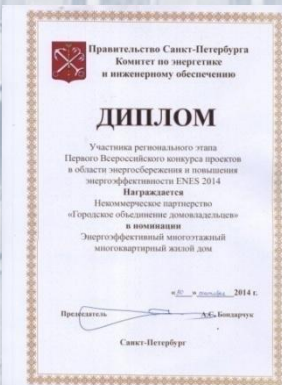 Правительство Санкт-Петербурга
Комитет по энергетике
и инженерному обеспечению
ДИПЛОМ
Участника регионального этапа
Первого Всероссийского конкурса проектов
в области энергосбережения и повышения
энергоэффективности ENES 2014
Награждается
Некоммерческое партнерство
«Городское объединение домовладельцев»
в номинации
Энергоэффективный многоэтажный
многоквартирный жилой дом
2014 г.
Председатель А.С. Бондарчук
Санкт-Петербург